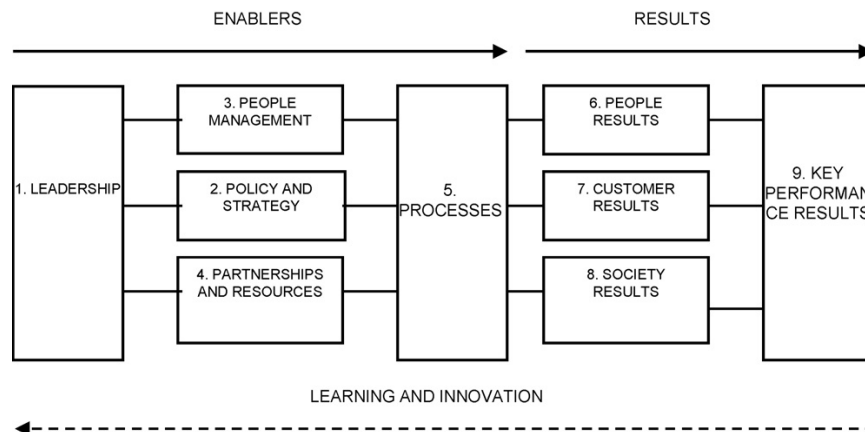 ENABLERS
RESULTS
1. LEADERSHIP
3. PEOPLE
MANAGEMENT
2. POLICY AND
STRATEGY
4. PARTNERSHIPS
AND RESOURCES
5.
PROCESSES
6. PEOPLE
RESULTS
7. CUSTOMER
RESULTS
8. SOCIETY
RESULTS
9. KEY
PERFORMAN
CE RESULTS
LEARNING AND INNOVATION